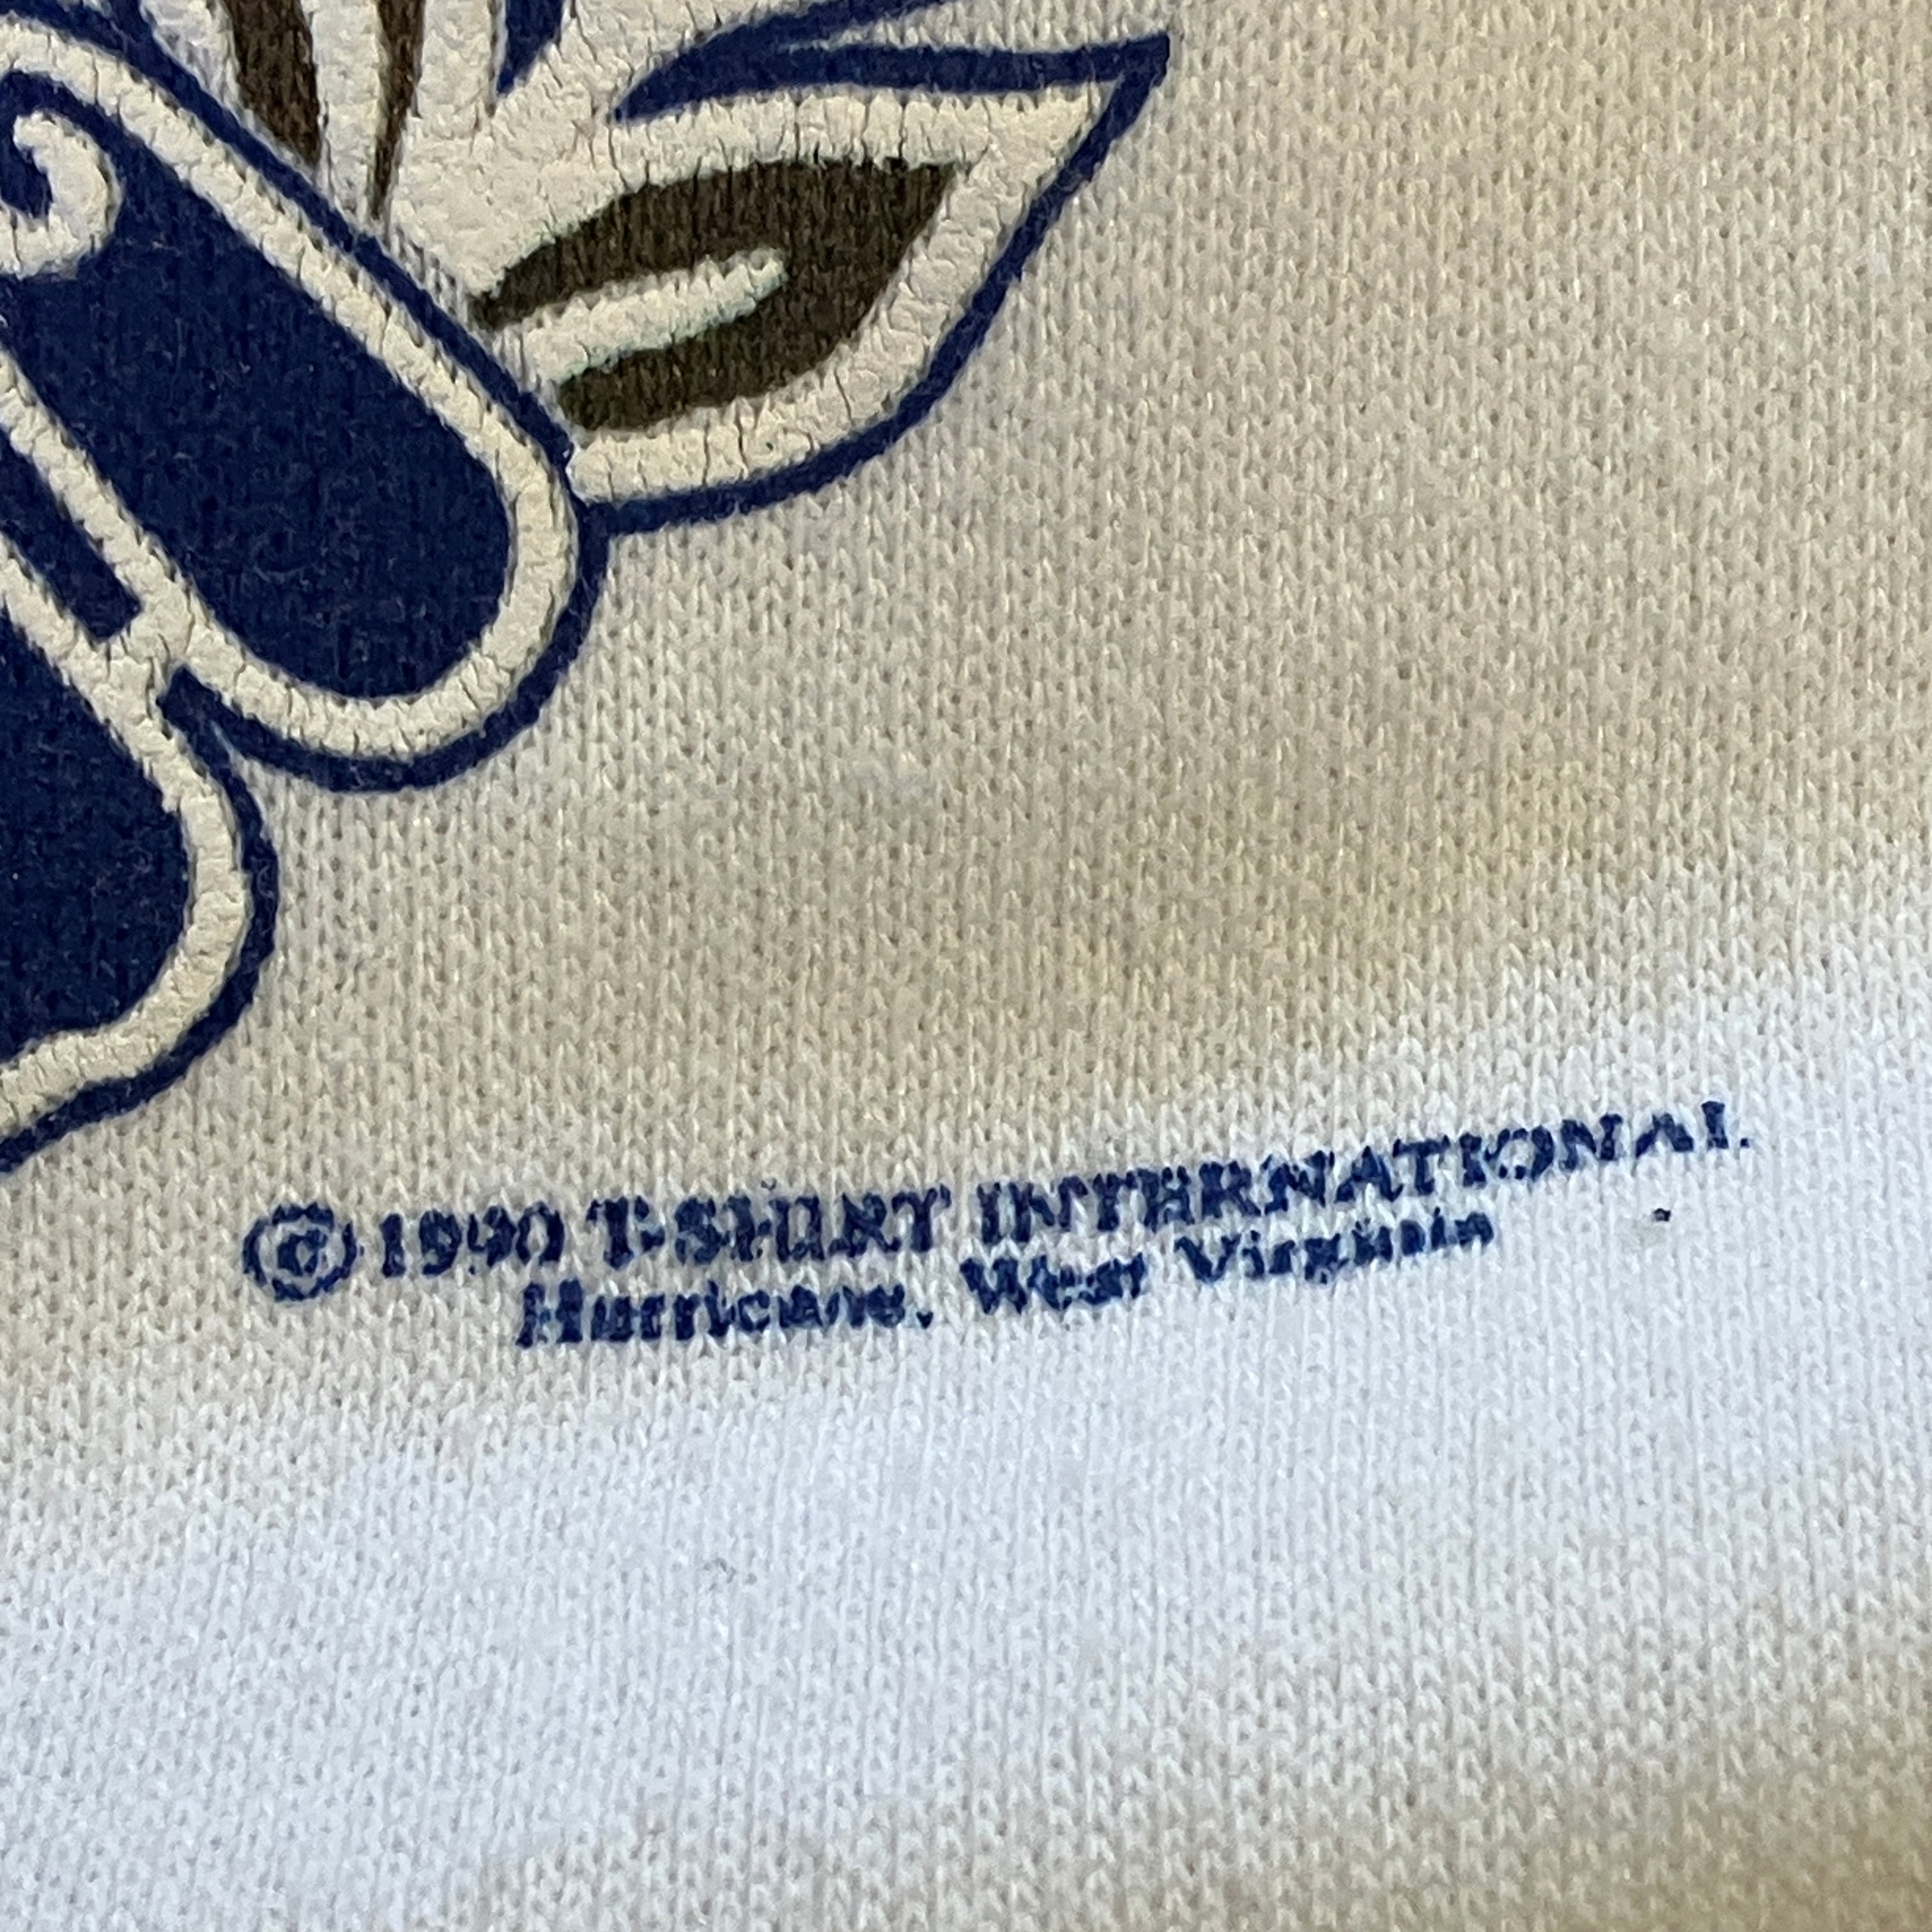 © 1990 T-SHIRT INTERNATIONAL
Hurricane, West Virginia